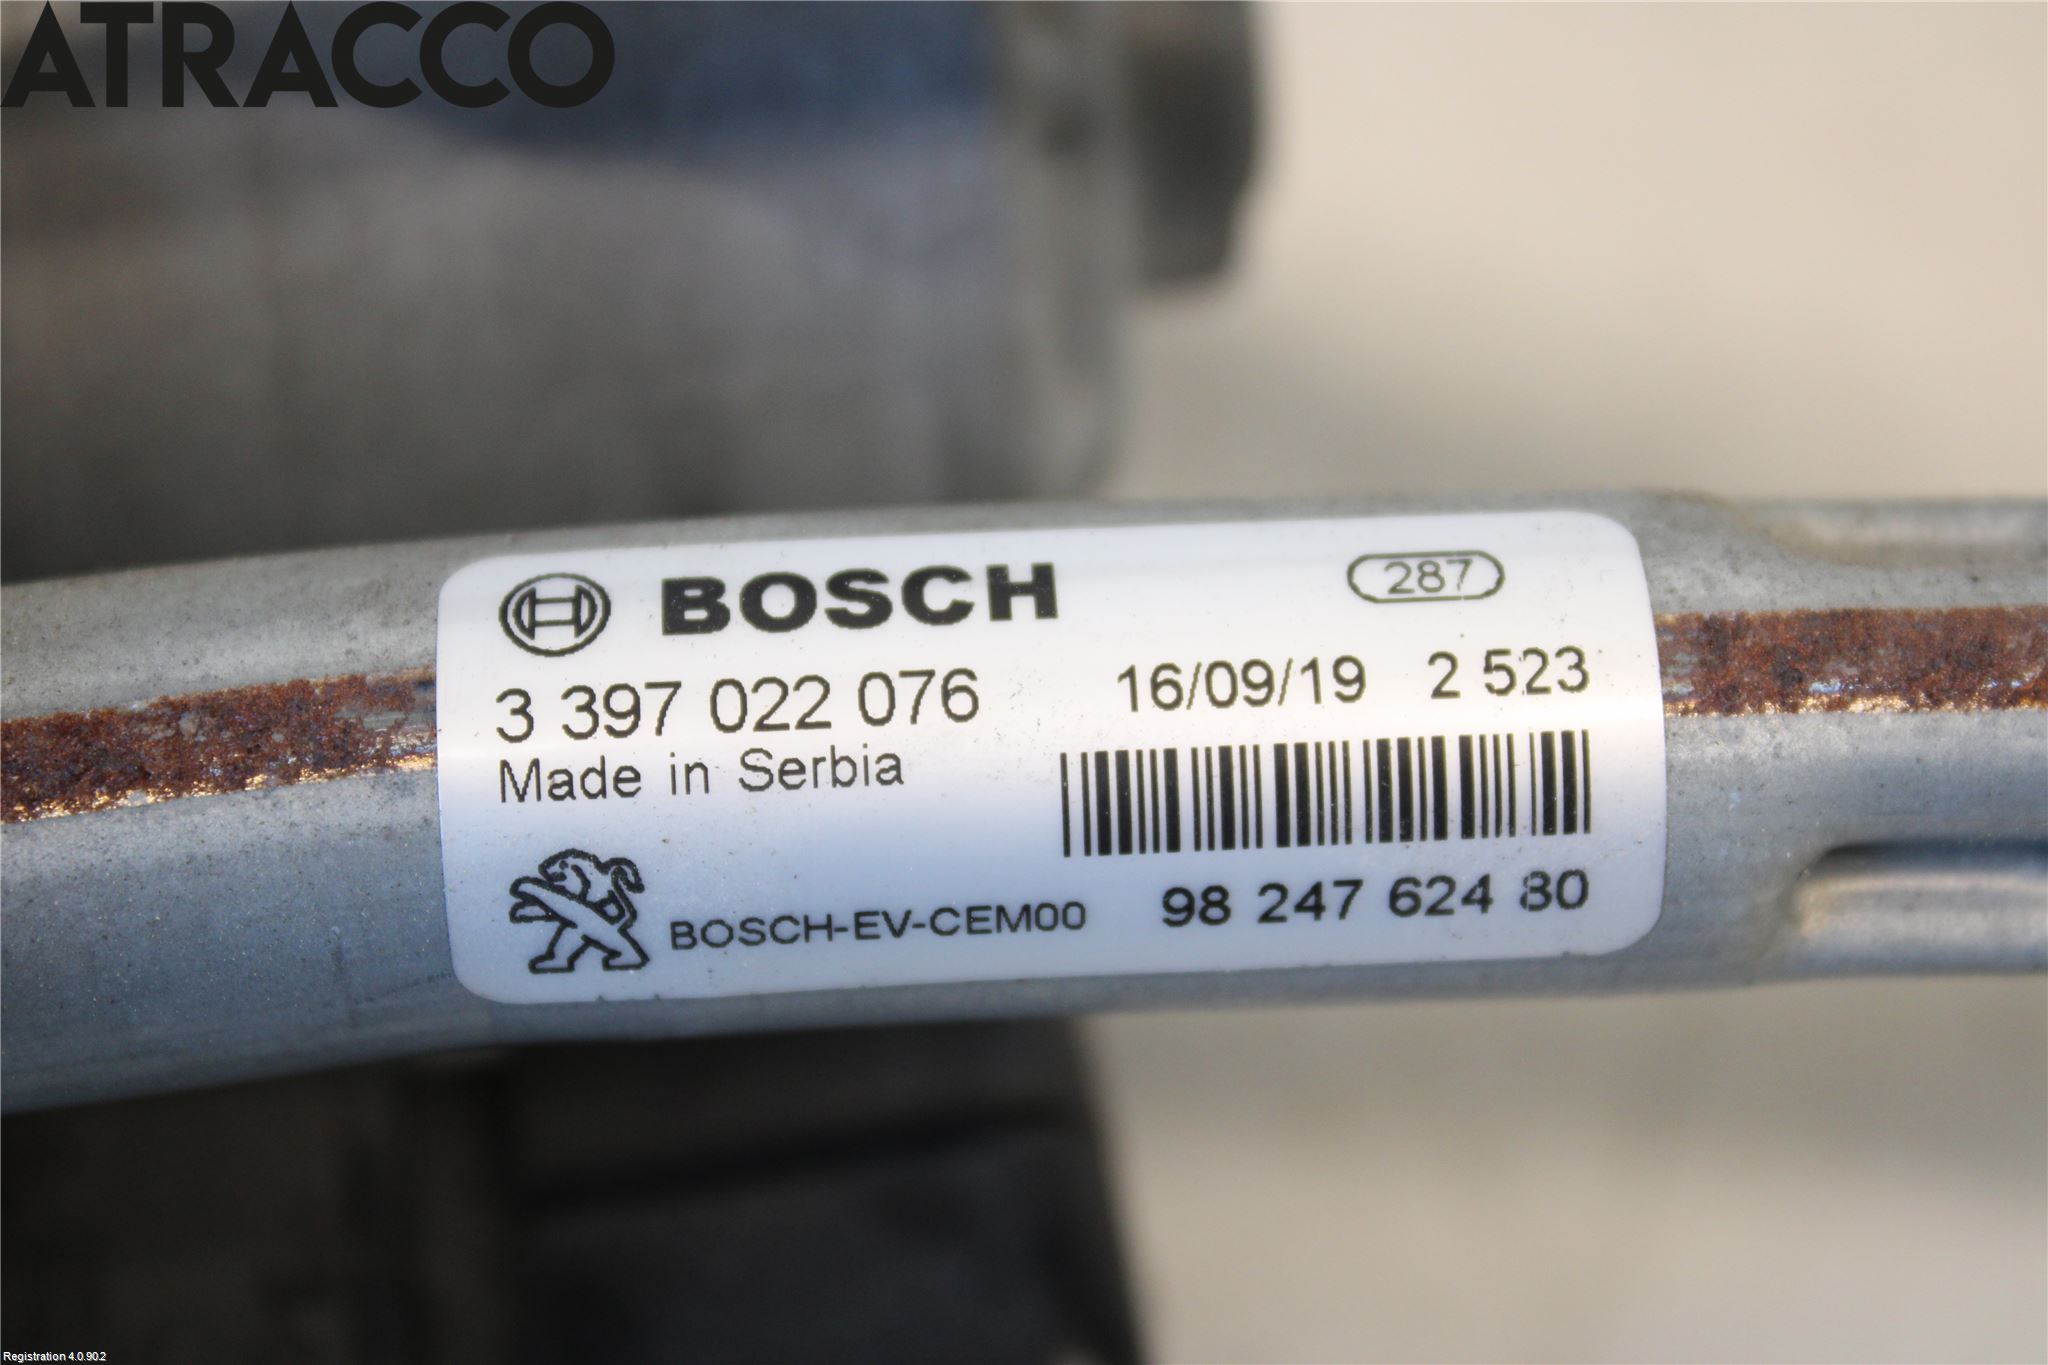 ATRACCO
BOSCH 287
3 397 022 076 16/09/19 2 523
Made in Serbia
BOSCH-EV-CEM00 98 247 624 80
Registration 4.0.90.2